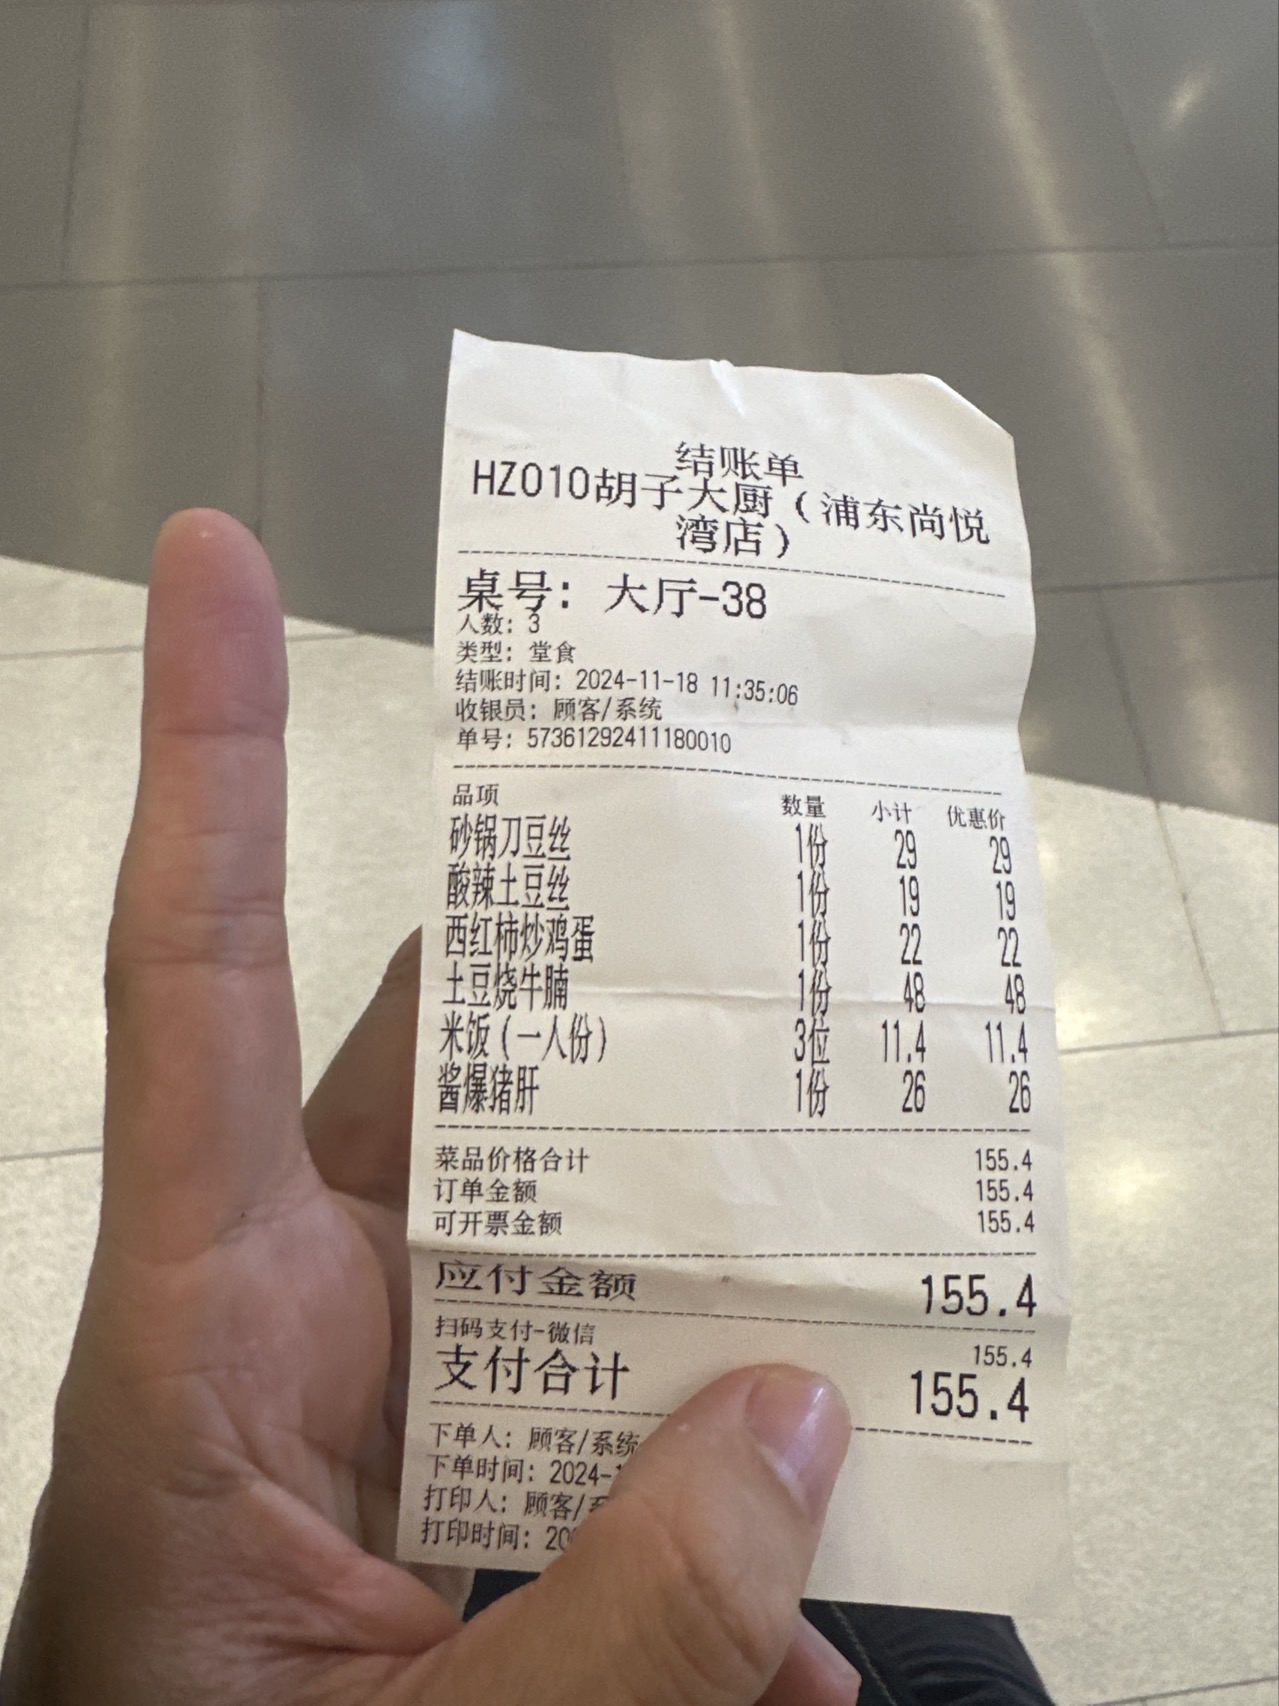 结账单
HZ010胡子大厨(浦东尚悦
湾店)
桌号: 大厅-38
人数: 3
类型: 堂食
结账时间: 2024-11-18 11:35:06
收银员: 顾客/系统
单号: 57361292411180010
品项 数量 小计 优惠价
砂锅刀豆丝 1份 29 29
酸辣土豆丝 1份 19 19
西红柿炒鸡蛋 1份 22 22
土豆烧牛腩 1份 48 48
米饭(一人份) 3位 11.4 11.4
酱爆猪肝 1份 26 26
菜品价格合计 155.4
订单金额 155.4
可开票金额 155.4
应付金额 155.4
扫码支付-微信 155.4
支付合计 155.4
下单人: 顾客/系统
下单时间: 2024-
打印人: 顾客/
打印时间: 20